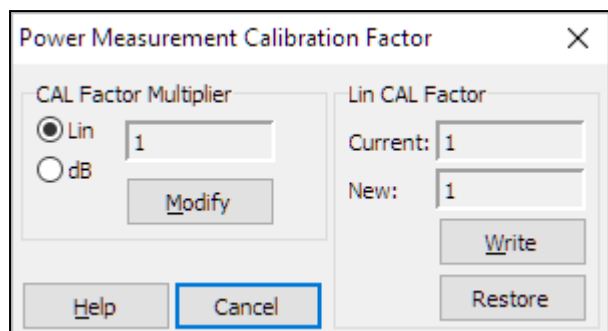 Power Measurement Calibration Factor
CAL Factor Multiplier
Lin
1
dB
Modify
Lin CAL Factor
Current: 1
New: 1
Write
Restore
Help
Cancel